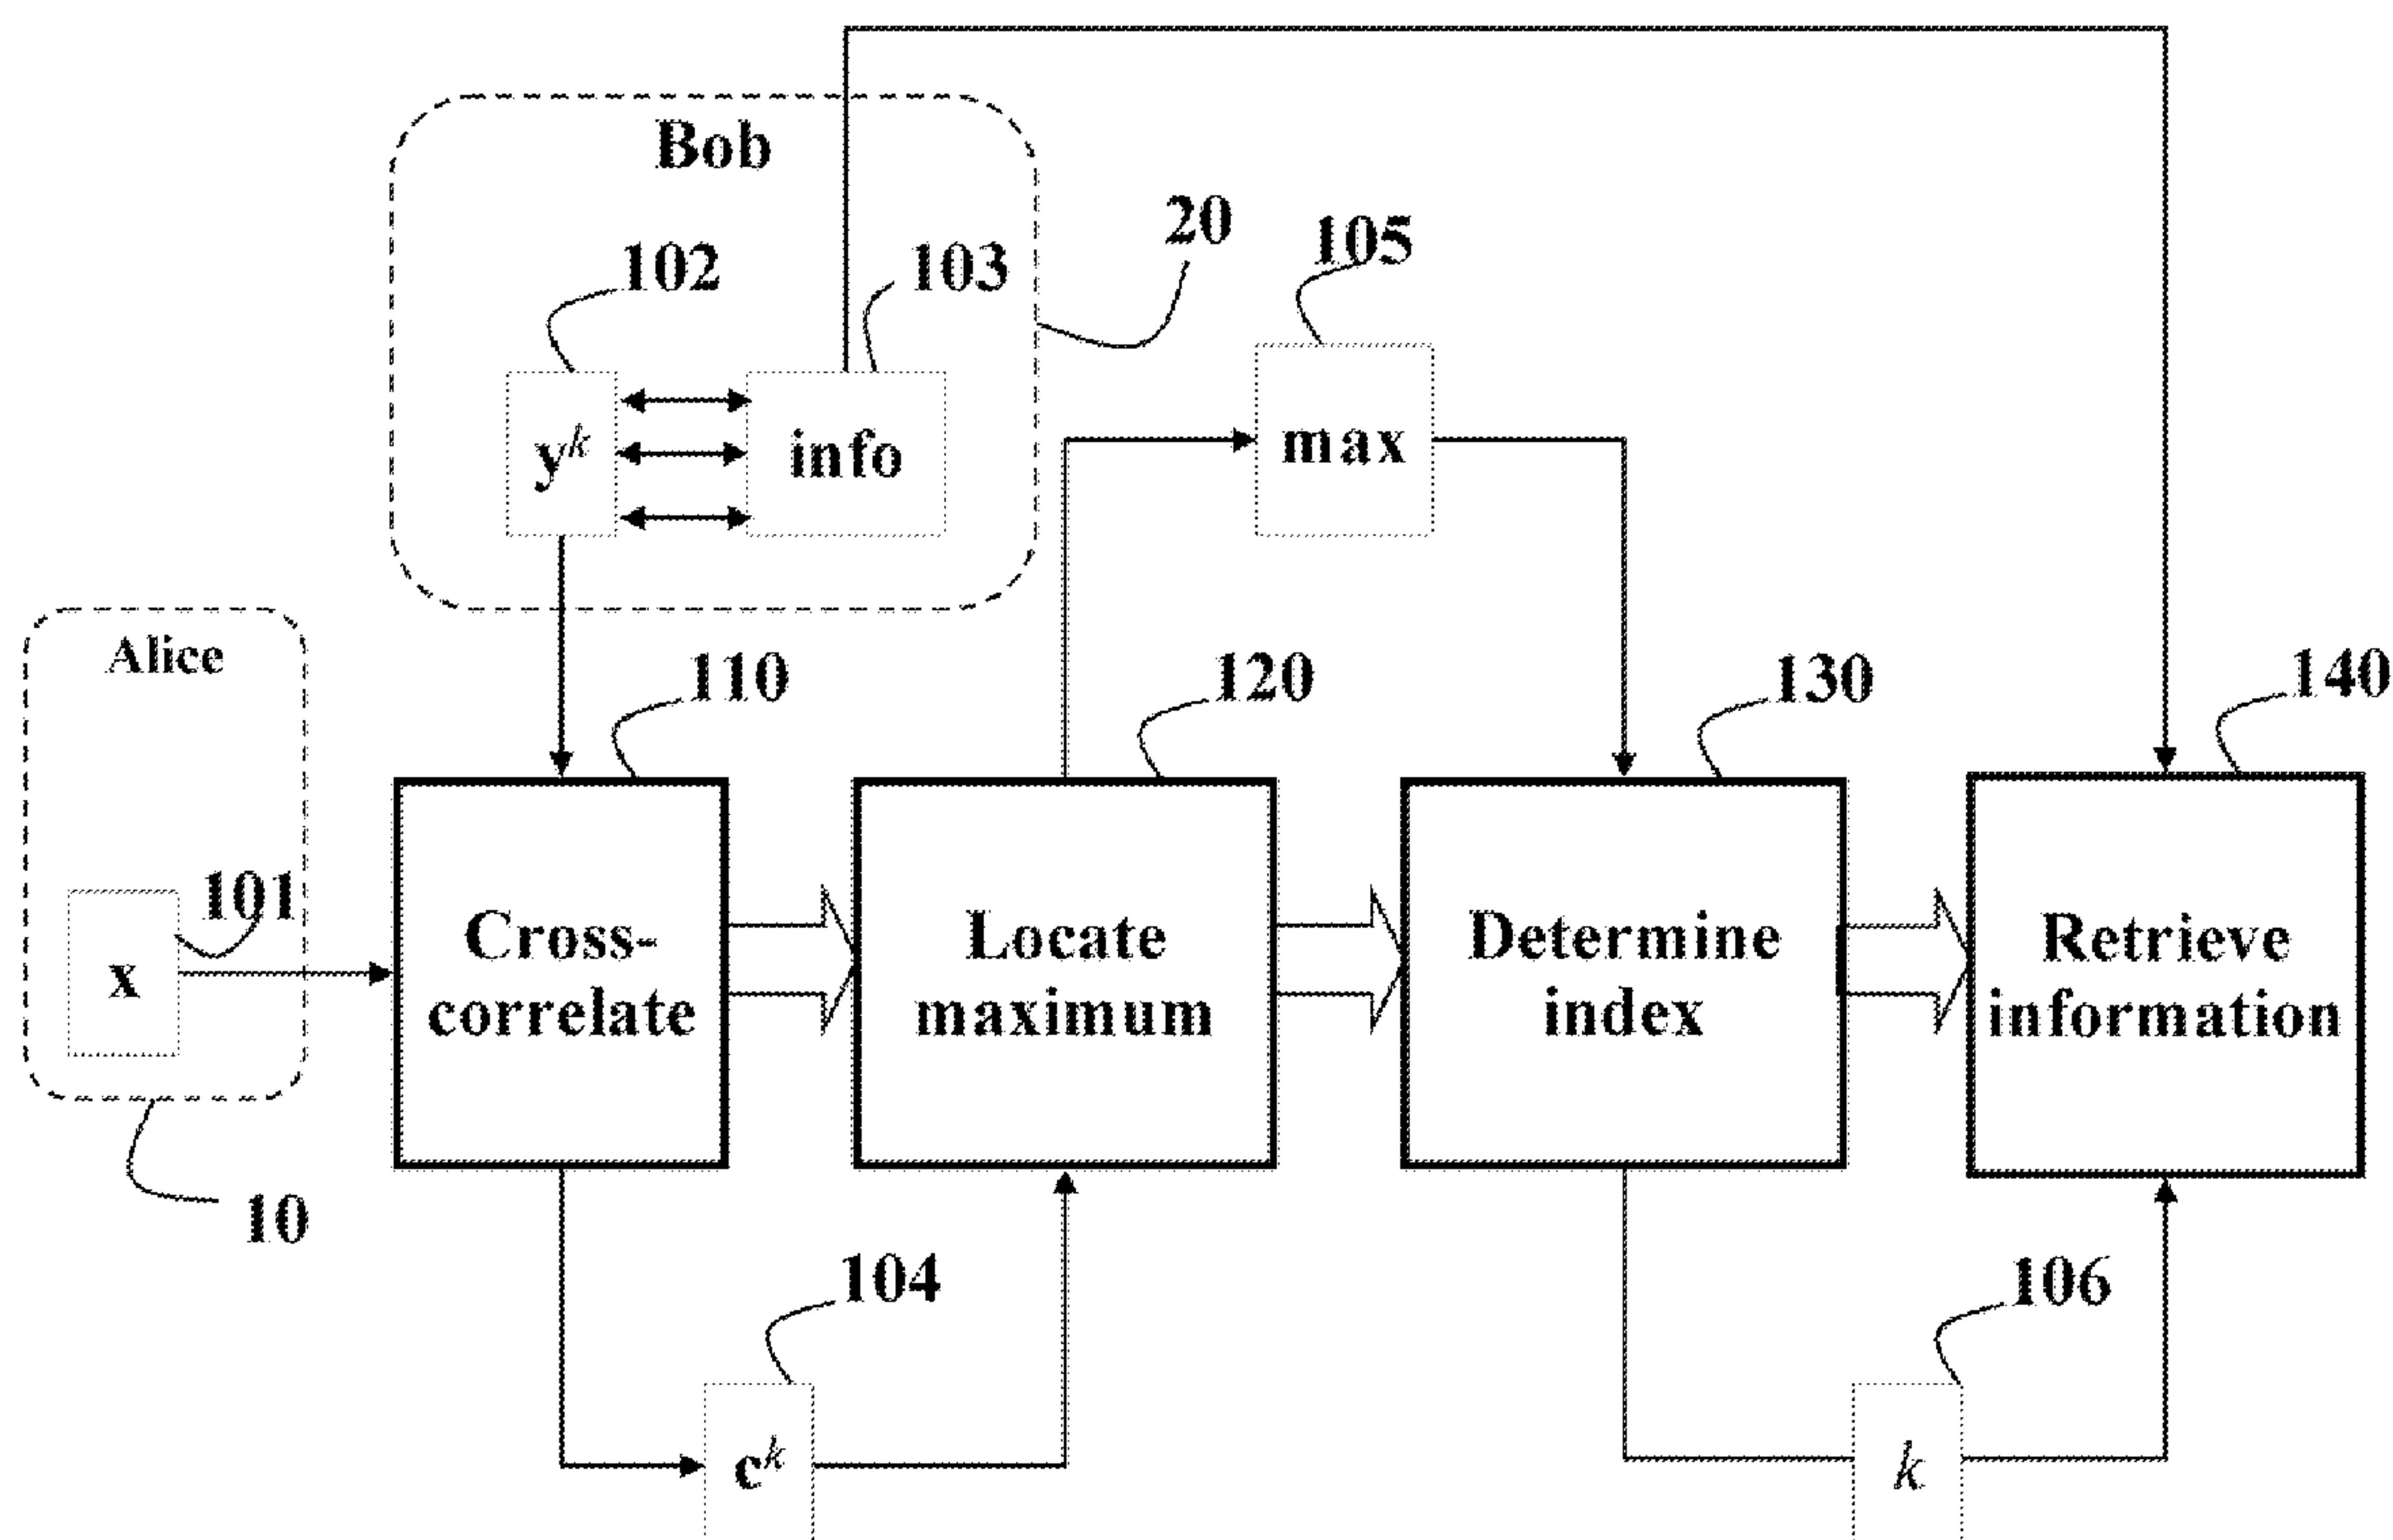 Bob
20
105
102
103
y^k
info
max
Alice
110
120
130
140
101
x
Cross-
correlate
Locate
maximum
Determine
index
Retrieve
information
10
104
106
c^k
k